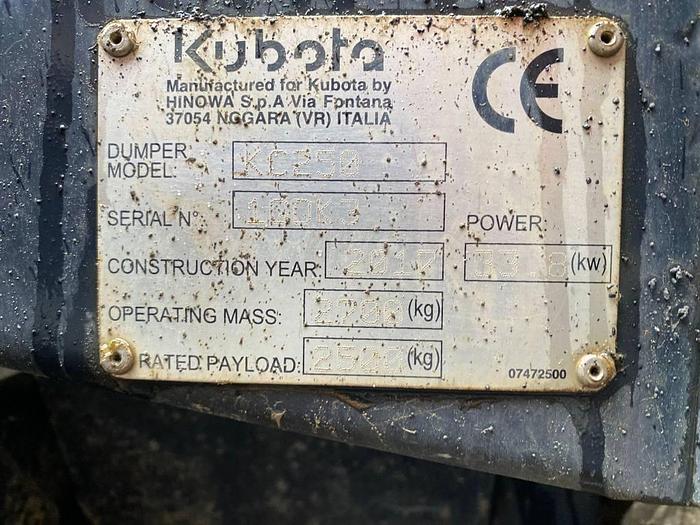 Kubota
Manufactured for Kubota by
HINOWA S.p.A Via Fontana
37054 NOGARA (VR) ITALIA
CE
DUMPER MODEL: KC250
SERIAL N°:
POWER:
CONSTRUCTION YEAR: 2017
(kw)
OPERATING MASS: (kg)
RATED PAYLOAD: (kg)
07472500